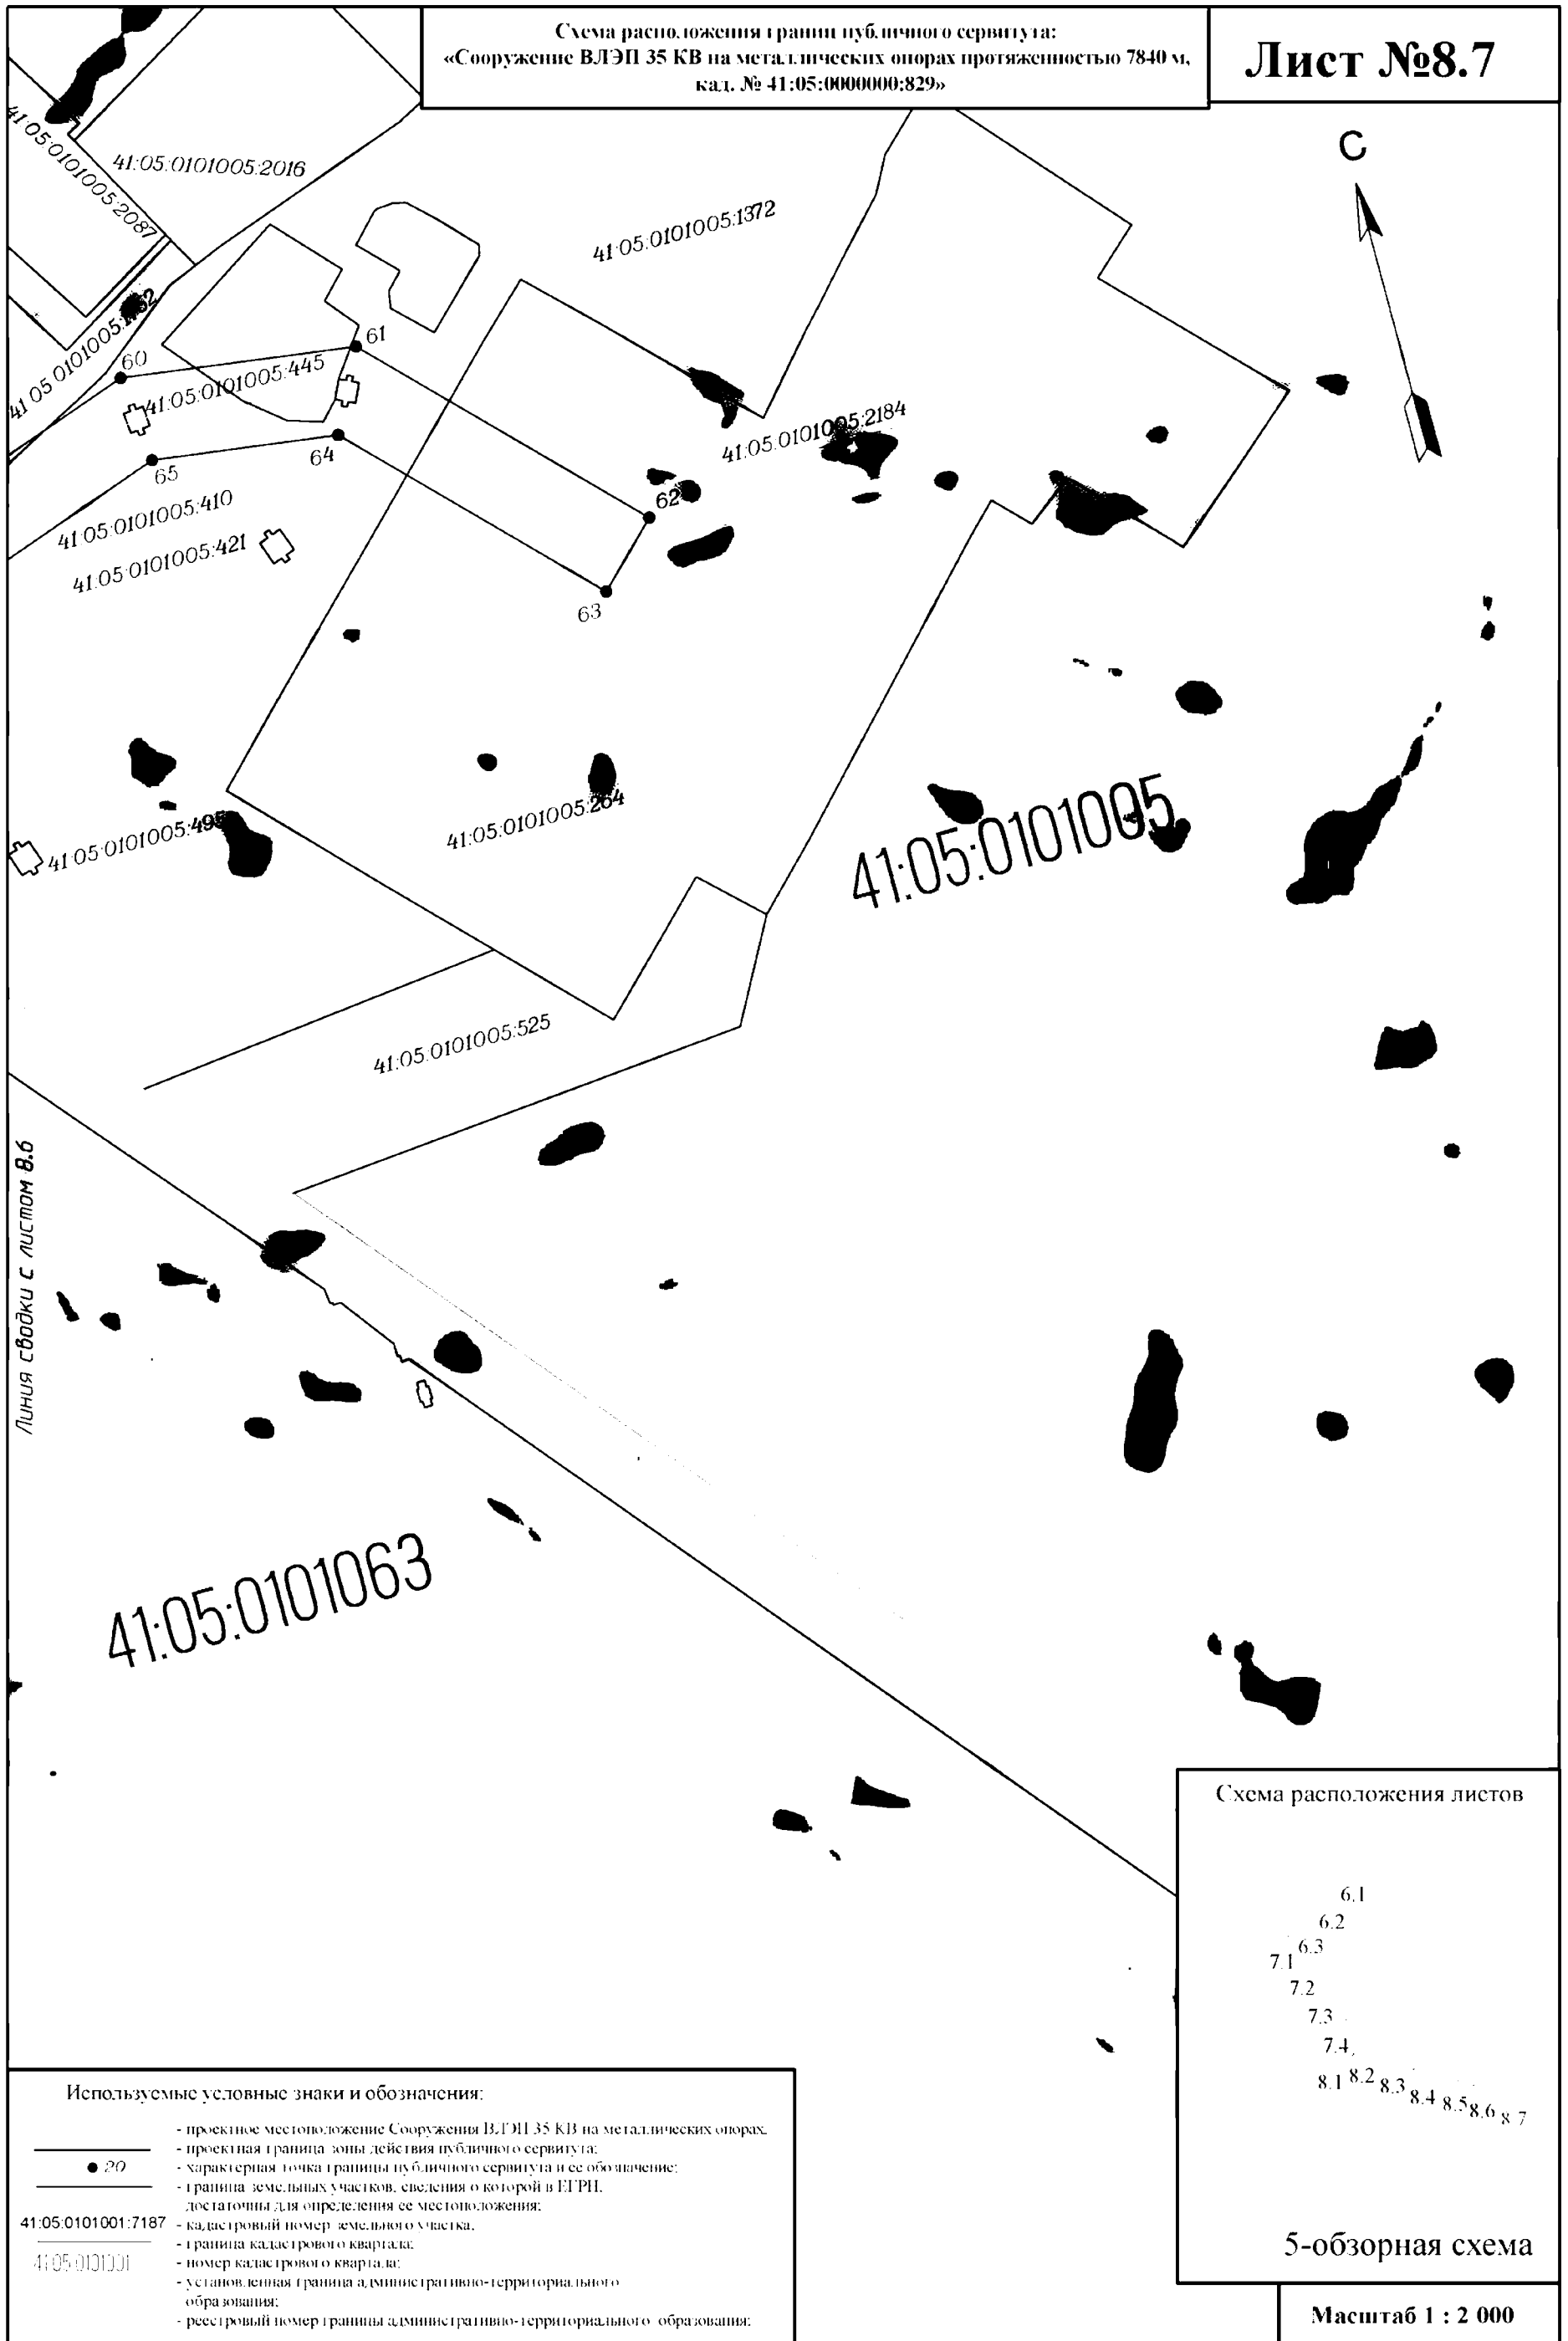 Схема расположения границ публичного сервитута:
«Сооружение ВЛЭП 35 КВ на металлических опорах протяженностью 7840 м,
кад. № 41:05:0000000:829»
Лист №8.7
С
41:05:0101005:2016
41:05:0101005:2087
41:05:0101005:1372
41:05:0101005:
60
61
41:05:0101005:445
41:05:0101005:2184
65
64
62
41:05:0101005:410
41:05:0101005:421
63
41:05:0101005:495
41:05:0101005:264
41:05:0101005
41:05:0101005:525
Линия сводки с листом 8.6
41:05:0101063
Схема расположения листов
6.1
6.2
6.3
7.1
7.2
7.3
7.4
8.1 8.2 8.3 8.4 8.5 8.6 8.7
5-обзорная схема
Масштаб 1 : 2 000
Используемые условные знаки и обозначения:
- проектное местоположение Сооружения ВЛЭП 35 КВ на металлических опорах.
- проектная граница зоны действия публичного сервитута;
20 - характерная точка границы публичного сервитута и ее обозначение;
- граница земельных участков, сведения о которой в ЕГРН,
достаточны для определения ее местоположения;
41:05:0101001:7187 - кадастровый номер земельного участка.
- граница кадастрового квартала;
41:05:0101001 - номер кадастрового квартала;
- установленная граница административно-территориального
образования;
- реестровый номер границы административно-территориального образования;